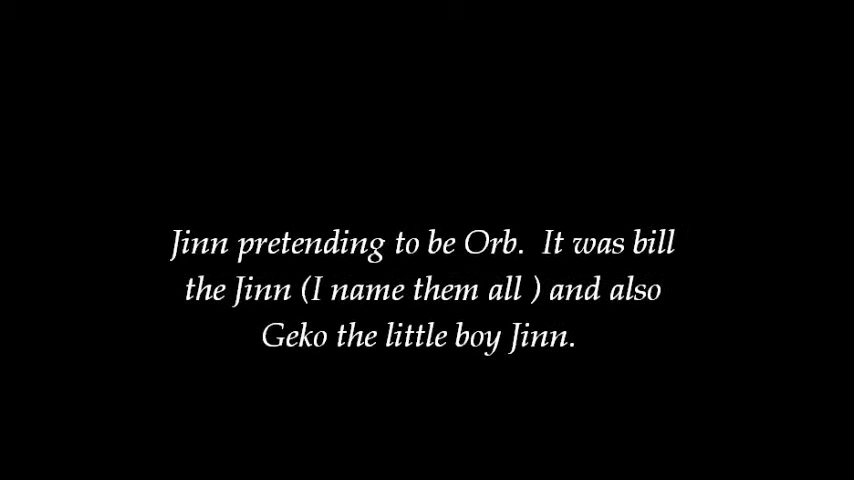 Jinn pretending to be Orb.  It was bill
the Jinn (I name them all ) and also
Geko the little boy Jinn.